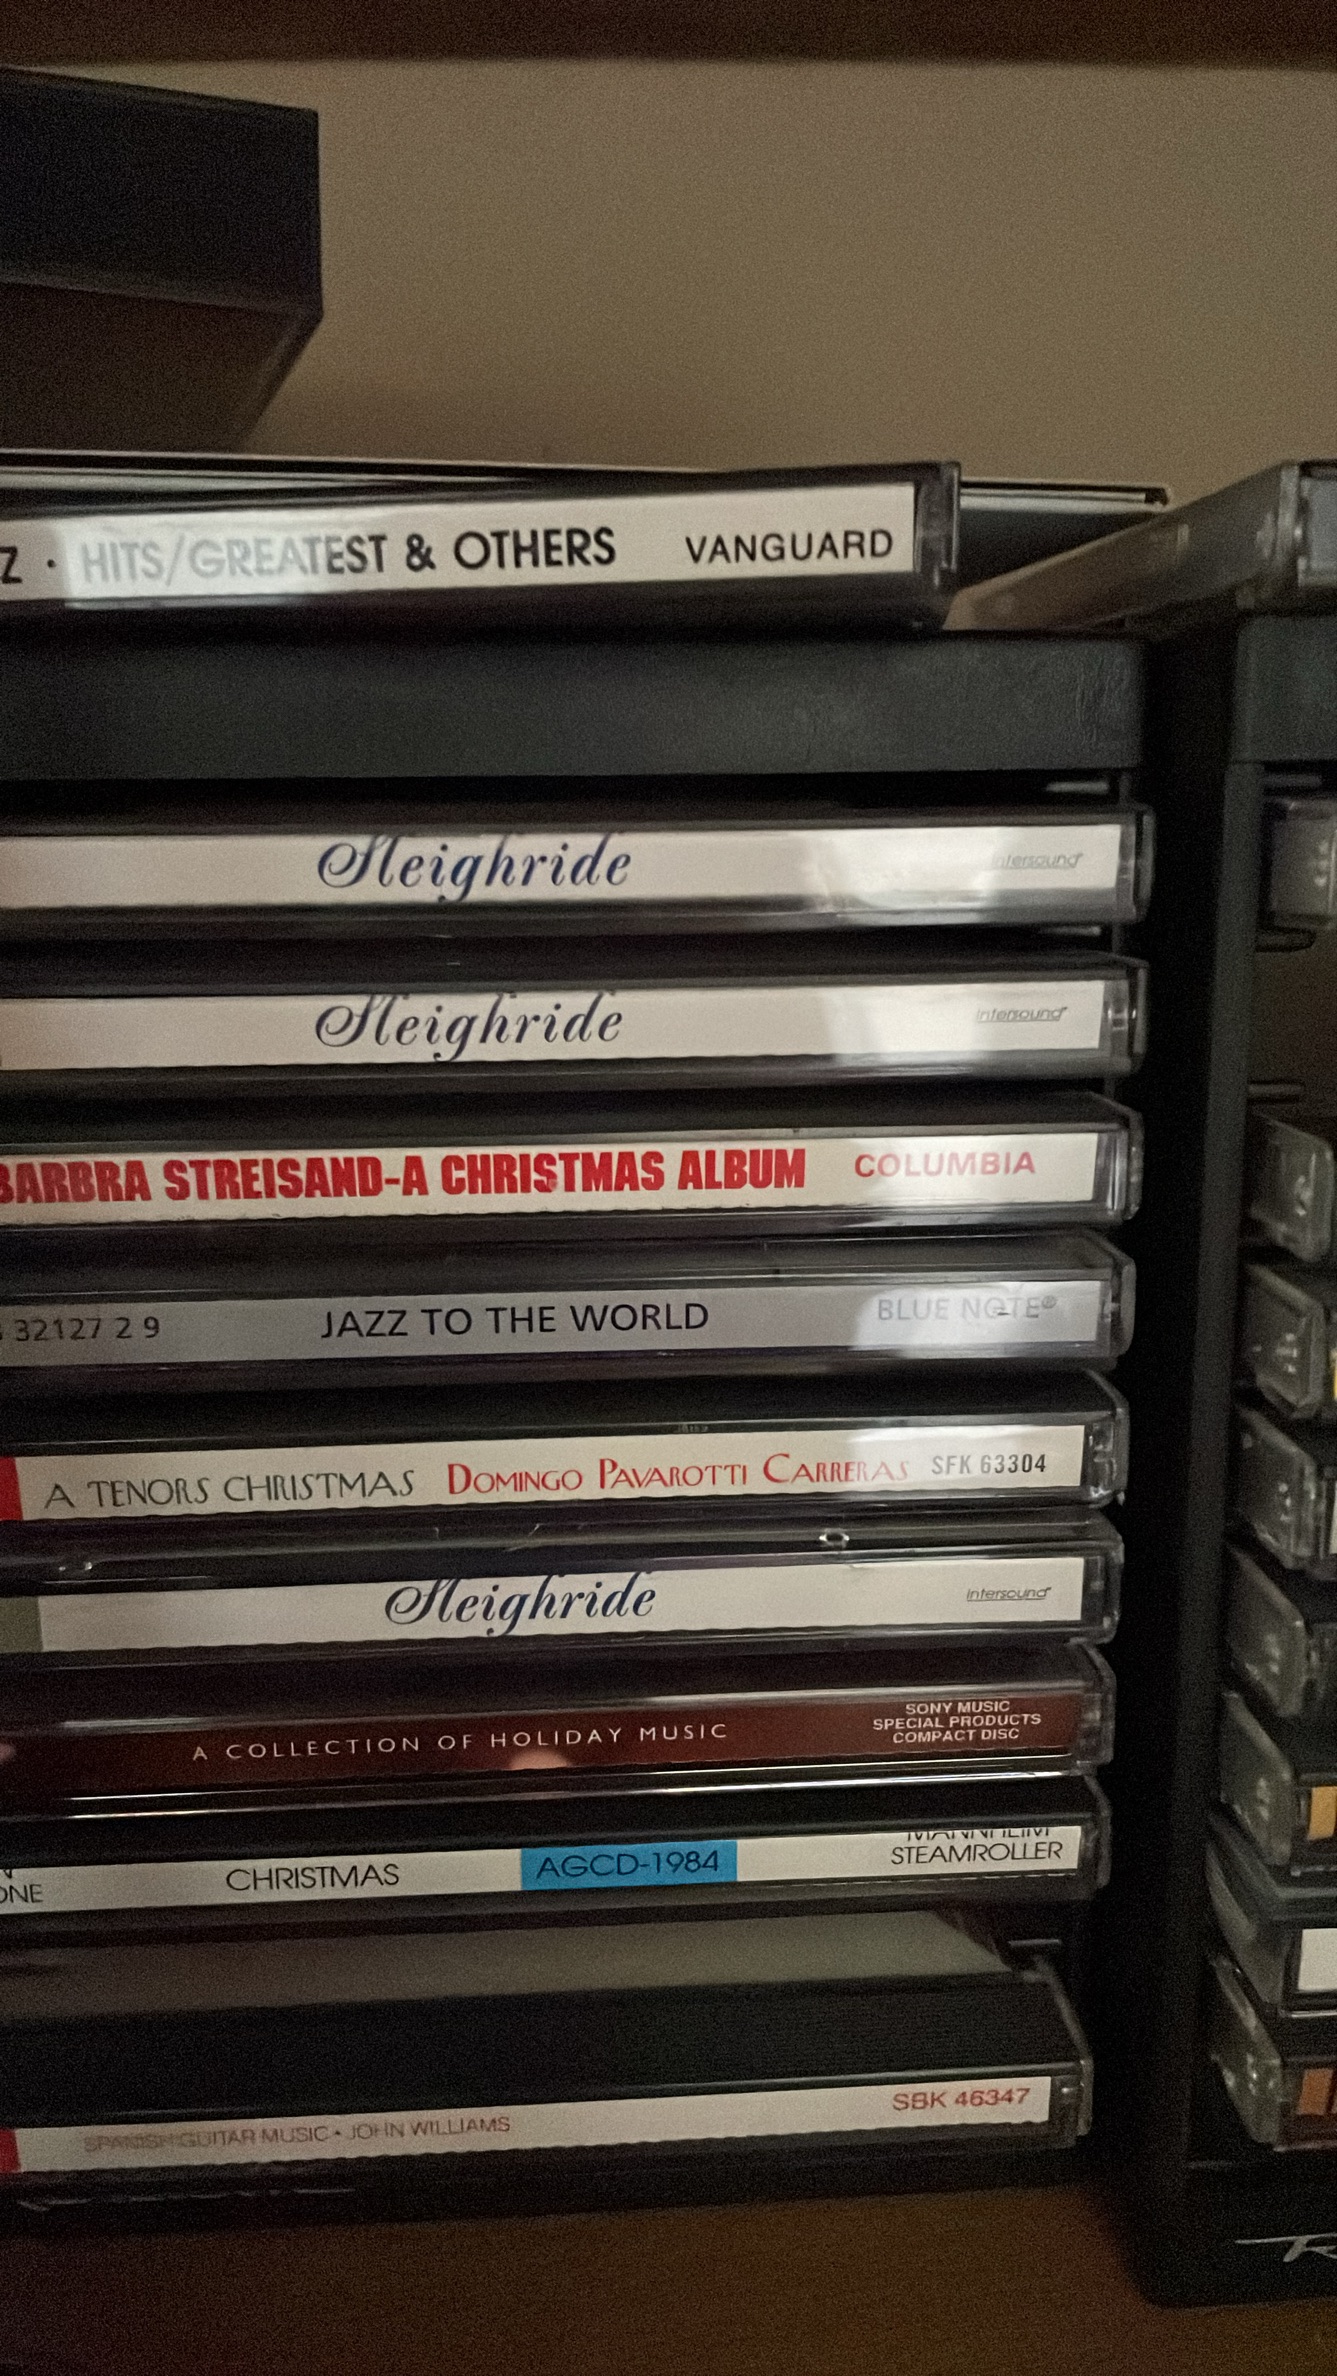 Z · HITS/GREATEST & OTHERS VANGUARD
Sleighride intersound
Sleighride intersound
BARBRA STREISAND-A CHRISTMAS ALBUM COLUMBIA
32127 2 9 JAZZ TO THE WORLD BLUE NOTE®
A TENORS CHRISTMAS DOMINGO PAVAROTTI CARRERAS SFK 63304
Sleighride intersound
A COLLECTION OF HOLIDAY MUSIC
SONY MUSIC
SPECIAL PRODUCTS
COMPACT DISC
ONE CHRISTMAS AGCD-1984
MANNHEIM
STEAMROLLER
SPANISH GUITAR MUSIC • JOHN WILLIAMS SBK 46347